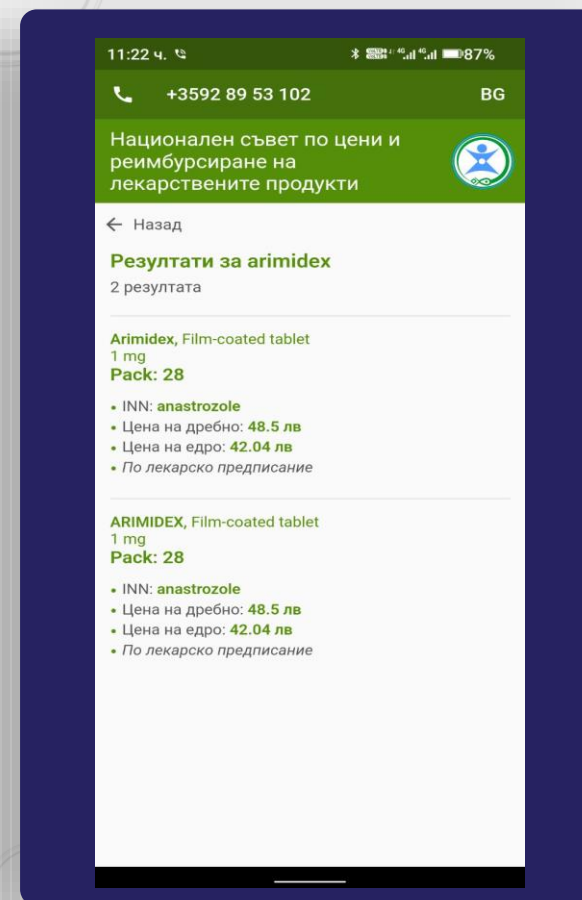 11:22 ч.
4G 4G 87%
+3592 89 53 102 BG
Национален съвет по цени и
реимбурсиране на
лекарствените продукти
Назад
Резултати за arimidex
2 резултата
Arimidex, Film-coated tablet
1 mg
Pack: 28
• INN: anastrozole
• Цена на дребно: 48.5 лв
• Цена на едро: 42.04 лв
• По лекарско предписание
ARIMIDEX, Film-coated tablet
1 mg
Pack: 28
• INN: anastrozole
• Цена на дребно: 48.5 лв
• Цена на едро: 42.04 лв
• По лекарско предписание